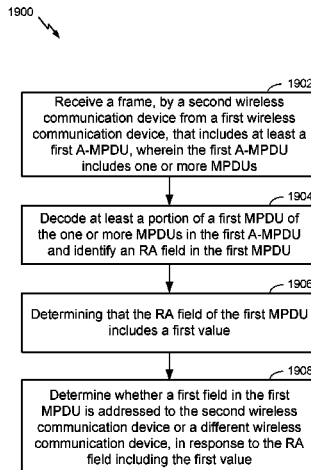 1900
1902
Receive a frame, by a second wireless
communication device from a first wireless
communication device, that includes at least a
first A-MPDU, wherein the first A-MPDU
includes one or more MPDUs
1904
Decode at least a portion of a first MPDU of
the one or more MPDUs in the first A-MPDU
and identify an RA field in the first MPDU
1906
Determining that the RA field of the first MPDU
includes a first value
1908
Determine whether a first field in the first
MPDU is addressed to the second wireless
communication device or a different wireless
communication device, in response to the RA
field including the first value